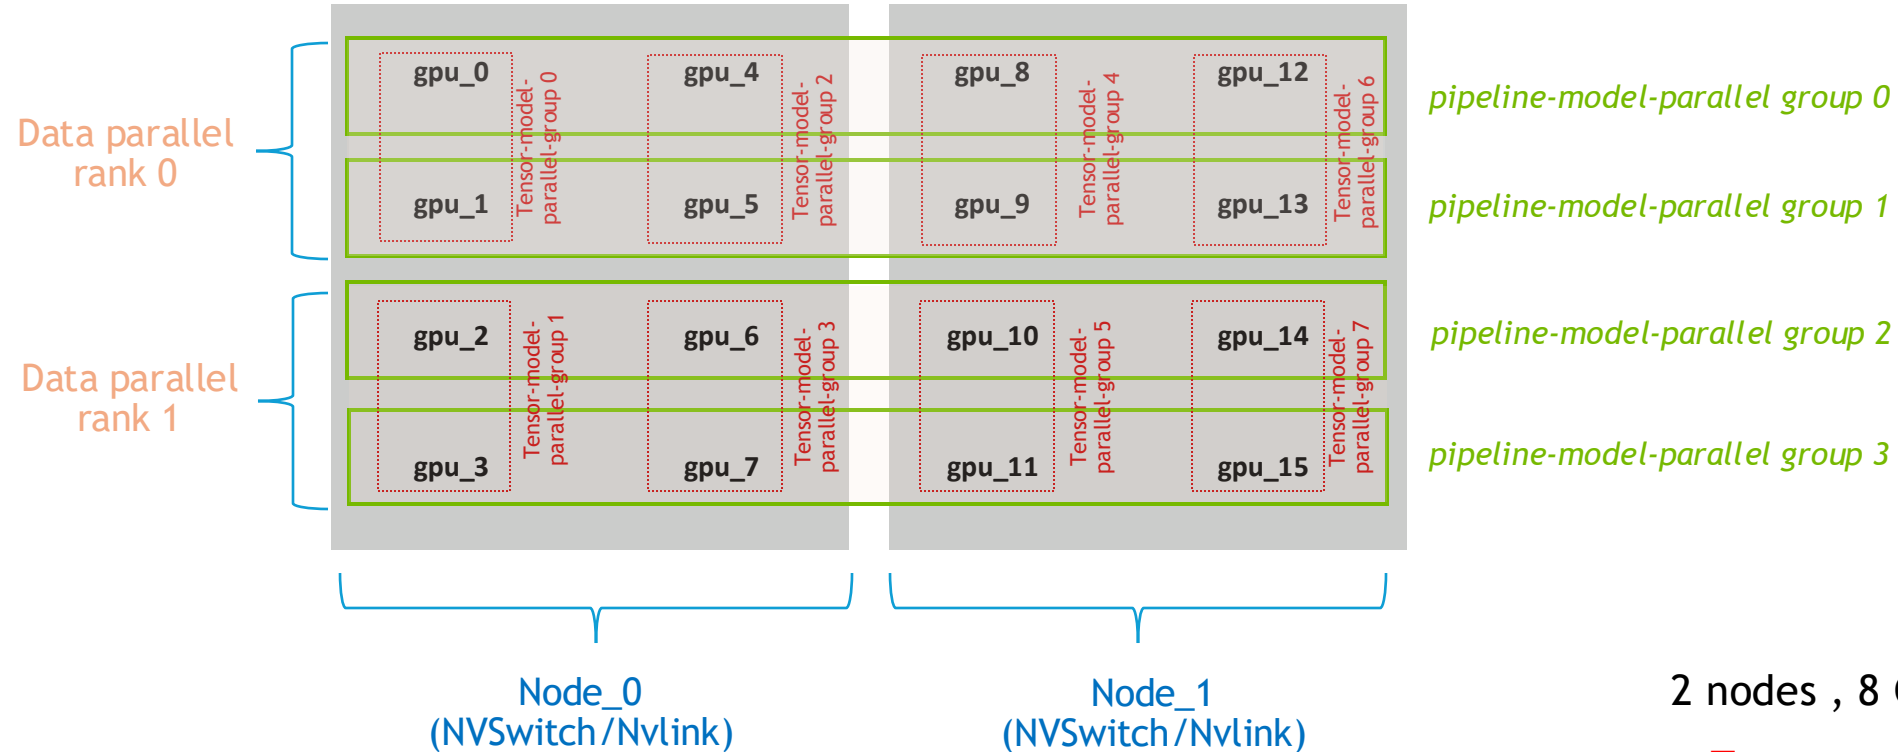 Data parallel
rank 0
gpu_0
Tensor-model-
parallel-group 0
gpu_4
Tensor-model-
parallel-group 2
gpu_8
Tensor-model-
parallel-group 4
gpu_12
Tensor-model-
parallel-group 6
pipeline-model-parallel group 0
gpu_1
gpu_5
gpu_9
gpu_13
pipeline-model-parallel group 1
Data parallel
rank 1
gpu_2
Tensor-model-
parallel-group 1
gpu_6
Tensor-model-
parallel-group 3
gpu_10
Tensor-model-
parallel-group 5
gpu_14
Tensor-model-
parallel-group 7
pipeline-model-parallel group 2
gpu_3
gpu_7
gpu_11
gpu_15
pipeline-model-parallel group 3
Node_0
(NVSwitch/Nvlink)
Node_1
(NVSwitch/Nvlink)
2 nodes , 8